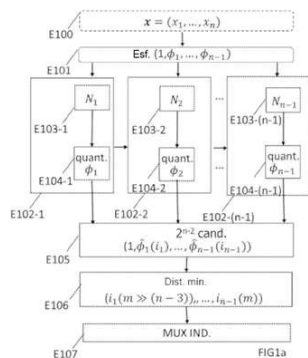 x = (x₁, …, xₙ)
E100
Esf. (1,ϕ₁, …, ϕₙ₋₁)
E101
N₁
N₂
...
Nₙ₋₁
E103-1
E103-2
E103-(n-1)
quant.
ϕ₁
quant.
ϕ₂
...
quant.
ϕₙ₋₁
E104-1
E104-2
E104-(n-1)
E102-1
E102-2
E102-(n-1)
2ⁿ⁻² cand.
(1,ϕ̂₁(i₁), …, ϕ̂ₙ₋₁(iₙ₋₁))
E105
Dist. min.
(i₁(m ≫ (n − 3)),, …, iₙ₋₁(m))
E106
MUX IND.
E107
FIG1a